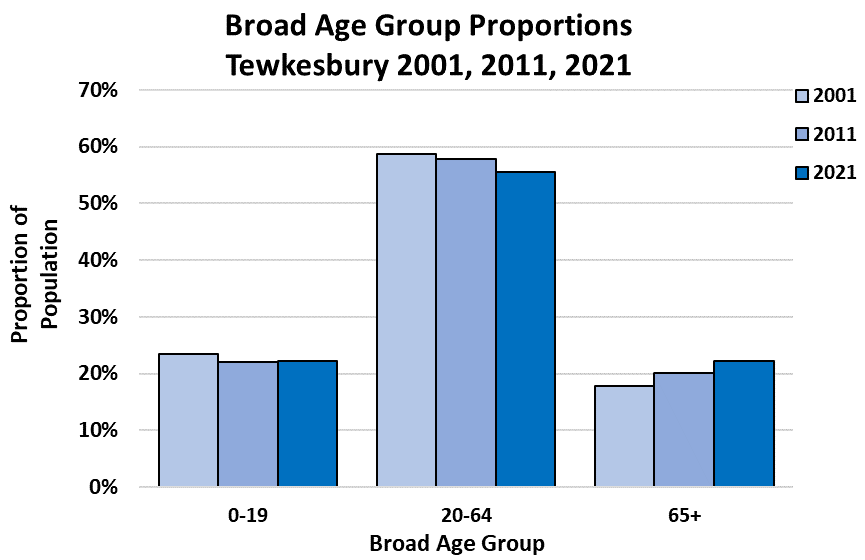 Broad Age Group Proportions
Tewkesbury 2001, 2011, 2021
70%
60%
50%
40%
30%
20%
10%
0%
Proportion of
Population
0-19
20-64
65+
Broad Age Group
2001
2011
2021